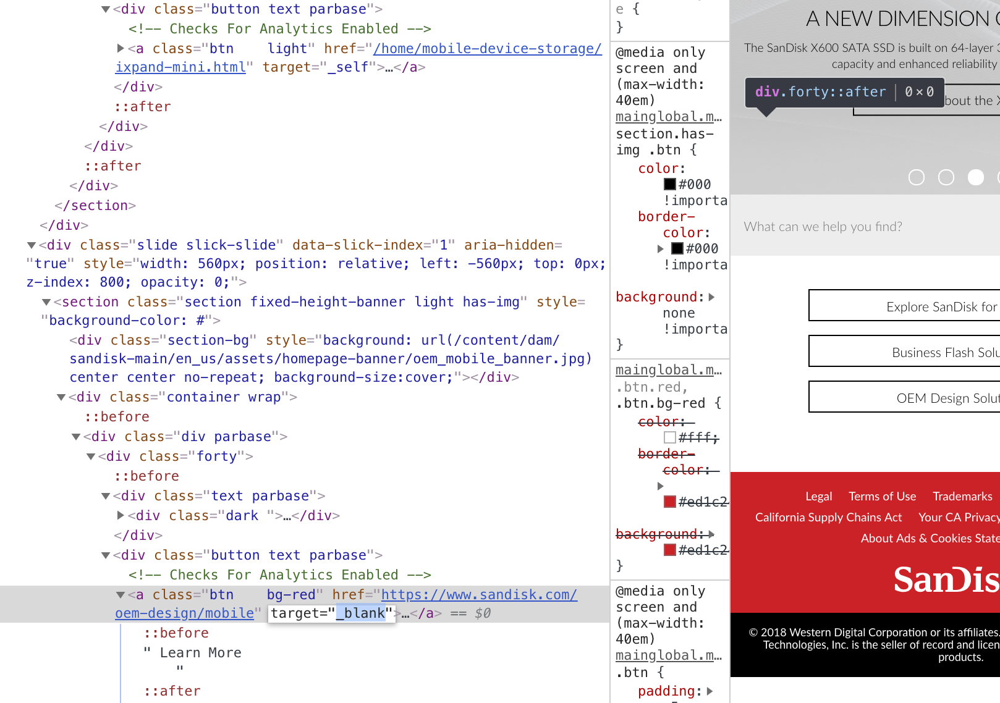 <div class="button text parbase">
<!-- Checks For Analytics Enabled -->
<a class="btn    light" href="/home/mobile-device-storage/
ixpand-mini.html" target="_self">…</a>
</div>
::after
</div>
</div>
::after
</div>
</section>
</div>
<div class="slide slick-slide" data-slick-index="1" aria-hidden=
"true" style="width: 560px; position: relative; left: -560px; top: 0px;
z-index: 800; opacity: 0;">
<section class="section fixed-height-banner light has-img" style=
"background-color: #">
<div class="section-bg" style="background: url(/content/dam/
sandisk-main/en_us/assets/homepage-banner/oem_mobile_banner.jpg)
center center no-repeat; background-size:cover;"></div>
<div class="container wrap">
::before
<div class="div parbase">
<div class="forty">
::before
<div class="text parbase">
<div class="dark ">…</div>
</div>
<div class="button text parbase">
<!-- Checks For Analytics Enabled -->
<a class="btn    bg-red" href="https://www.sandisk.com/
oem-design/mobile" target="_blank">…</a> == $0
::before
" Learn More
"
::after
e {
}
@media only
screen and
(max-width:
40em)
mainglobal.m…
section.has-
img .btn {
color:
#000
!importa
border-
color:
#000
!importa
background:
none
!importa
}
mainglobal.m…
.btn.red,
.btn.bg-red {
color:
#fff;
border-
color:
#ed1c2
background:
#ed1c2
}
@media only
screen and
(max-width:
40em)
mainglobal.m…
.btn {
padding:
A NEW DIMENSION
The SanDisk X600 SATA SSD is built on 64-layer 3
capacity and enhanced reliability
div.forty::after | 0×0
bout the X
What can we help you find?
Explore SanDisk for
Business Flash Solu
OEM Design Solut
Legal Terms of Use Trademarks
California Supply Chains Act Your CA Privacy
About Ads & Cookies State
SanDis
© 2018 Western Digital Corporation or its affiliates.
Technologies, Inc. is the seller of record and licen
products.